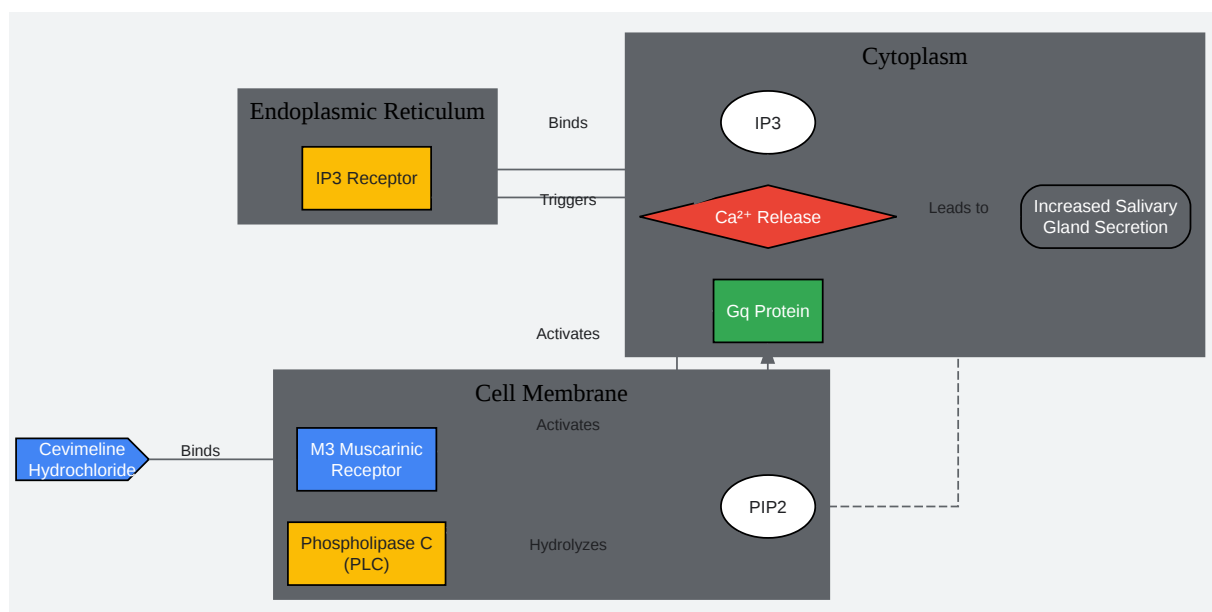 Cytoplasm
Endoplasmic Reticulum
Binds
IP3
IP3 Receptor
Triggers
Ca²⁺ Release
Leads to
Increased Salivary
Gland Secretion
Gq Protein
Activates
Cell Membrane
Activates
Cevimeline
Hydrochloride
Binds
M3 Muscarinic
Receptor
PIP2
Phospholipase C
(PLC)
Hydrolyzes